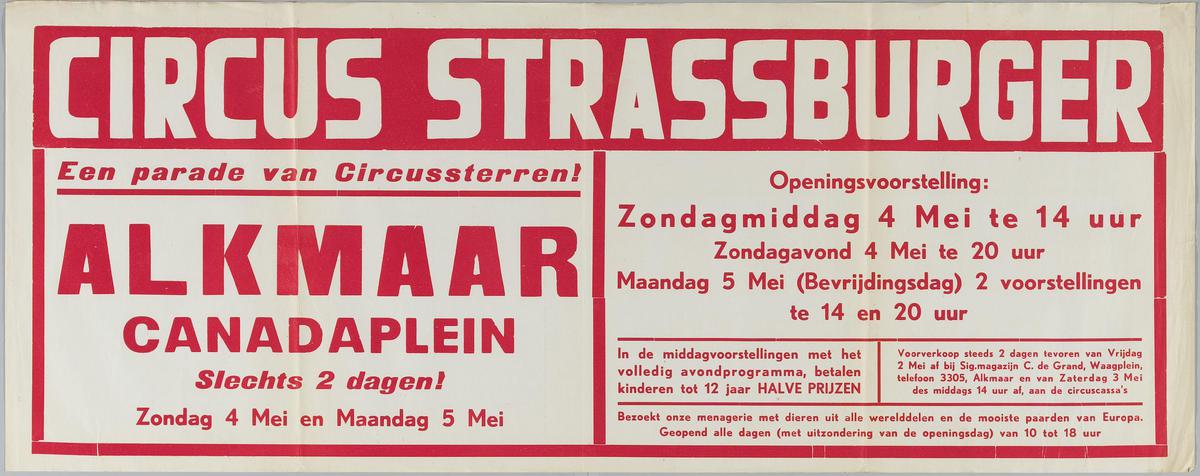 CIRCUS STRASSBURGER
Een parade van Circussterren!
ALKMAAR
CANADAPLEIN
Slechts 2 dagen!
Zondag 4 Mei en Maandag 5 Mei
Openingsvoorstelling:
Zondagmiddag 4 Mei te 14 uur
Zondagavond 4 Mei te 20 uur
Maandag 5 Mei (Bevrijdingsdag) 2 voorstellingen
te 14 en 20 uur
In de middagvoorstellingen met het
volledig avondprogramma, betalen
kinderen tot 12 jaar HALVE PRIJZEN
Voorverkoop steeds 2 dagen tevoren van Vrijdag
2 Mei af bij Sig.magazijn C. de Grand, Waagplein,
telefoon 3305, Alkmaar en van Zaterdag 3 Mei
des middags 14 uur af, aan de circuscassa's
Bezoekt onze menagerie met dieren uit alle werelddelen en de mooiste paarden van Europa.
Geopend alle dagen (met uitzondering van de openingsdag) van 10 tot 18 uur